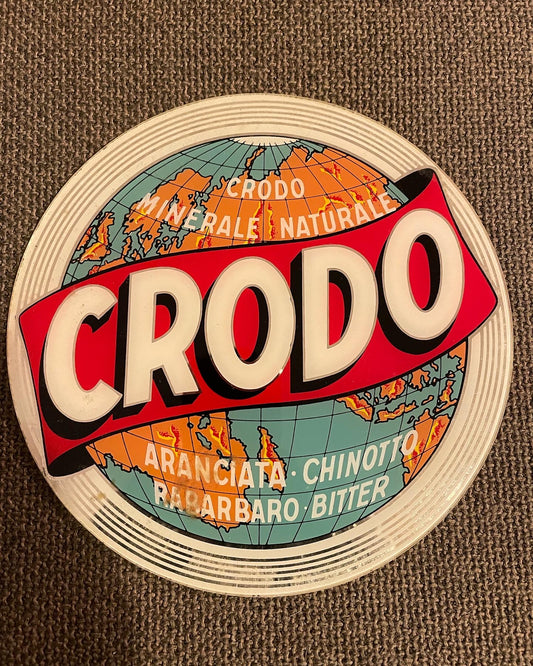 CRODO
MINERALE NATURALE
CRODO
ARANCIATA · CHINOTTO
RABARBARO · BITTER